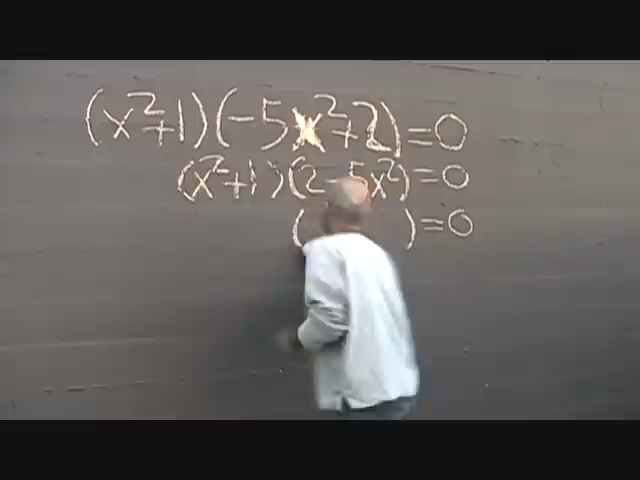 (x²+1)(-5x²+2)=0
(x²+1)(2-5x²)=0
( )=0